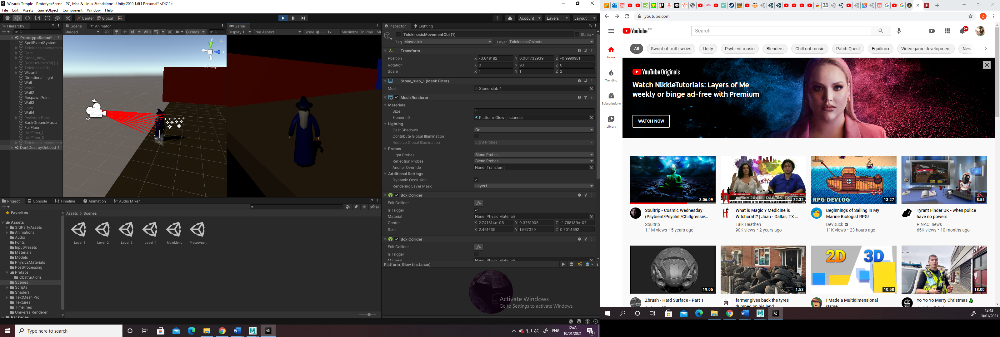 Wizards Temple - PrototypeScene - PC, Mac & Linux Standalone - Unity 2020.1.6f1 Personal* <DX11>
File Edit Assets GameObject Component Window Help
Center Global
Account Layers Layout
Hierarchy
All
PrototypeScene*
SpellEventSystem
TelekinesisMovemen
Gate
Stone_slab_1
DestructableObj (1)
TelekinesisObj
Wizard
Directional Light
Wall
Water
Wall2
RespawnPoint
Wall3
Lava
Wall4
Pedistal+Book
BackGroundMusic
FullFloor
HalfFloor_L
HalfFloor_R
TelekinesisMovemen
DontDestroyOnLoad
Scene Animator
Shaded 2D 0 Gizmos All
y
z
Persp
Game
Display 1 Free Aspect Scale 1x Maximize On Play Mu
Inspector Lighting
TelekinesisMovementObj (1) Static
Tag Moveable Layer TelekineseObjects
Transform
Position X -3.649182 Y 0.001732939 Z -0.9999981
Rotation X 0 Y 90 Z 0
Scale X 1 Y 1 Z 2
Stone_slab_1 (Mesh Filter)
Mesh Stone_slab_1
Mesh Renderer
Materials
Size 1
Element 0 Platform_Glow (Instance)
Lighting
Cast Shadows On
Contribute Global Illumination
Receive Global Illumination Light Probes
Probes
Light Probes Blend Probes
Reflection Probes Blend Probes
Anchor Override None (Transform)
Additional Settings
Dynamic Occlusion
Rendering Layer Mask Layer1
Box Collider
Edit Collider
Is Trigger
Material None (Physic Material)
Center X 2.741814e-06 Y 0.3761905 Z -1.788139e-07
Size X 2.461739 Y 1.667329 Z 0.7014692
Box Collider
Edit Collider
Is Trigger
Material None (Physic Material)
Platform_Glow (Instance)
Activate Windows
Go to Settings to activate Windows.
Project Console Timeline Animation Audio Mixer
14
Favorites
Assets
3rdPartyAssets
Animations
Audio
Fonts
InputPresets
Materials
Models
PhysicsMaterials
PostProcessing
Prefabs
Obstructions
Scenes
Scripts
Shaders
TextMesh Pro
Textures
Timelines
UniversalRenderer
Packages
Assets > Scenes
Level_1 Level_2 Level_3 Level_4 MainMenu Prototype...
Type here to search
ENG
12:43
10/01/2021
5
youtube.com
Z
YouTube GB
Search
9+
Home
Trending
Subscriptions
Library
All Sword of truth series Unity Psybient music Blenders Chill-out music Patch Quest Equilinox Video game development New
YouTube Originals
Watch NikkieTutorials: Layers of Me
weekly or binge ad-free with Premium
WATCH NOW
3:06:09
Soultrip - Cosmic Wednesday
(Psybient/Psychill/Chillgressiv...
Soultrip
1.1M views • 5 years ago
Caller: JUAN - DALLAS, TX
22:32
What is Magic ? Medicine is
Witchcraft? | Juan - Dallas, TX ...
Talk Heathen
90K views • 2 years ago
RPG DEVLOG
13:27
Beginnings of Sailing in My
Marine Biologist RPG!
DevDuck
11K views • 23 hours ago
8:54
Tyrant Finder UK - when police
have no powers
PINACI news
65K views • 10 months ago
19:05
Zbrush - Hard Surface - Part 1
1:53
farmer gives back the tyres
dumped on his land
2D 3D
10:58
I Made a Multidimensional
Game
18:00
Yo Yo Yo Merry Christmas
12:43
10/01/2021